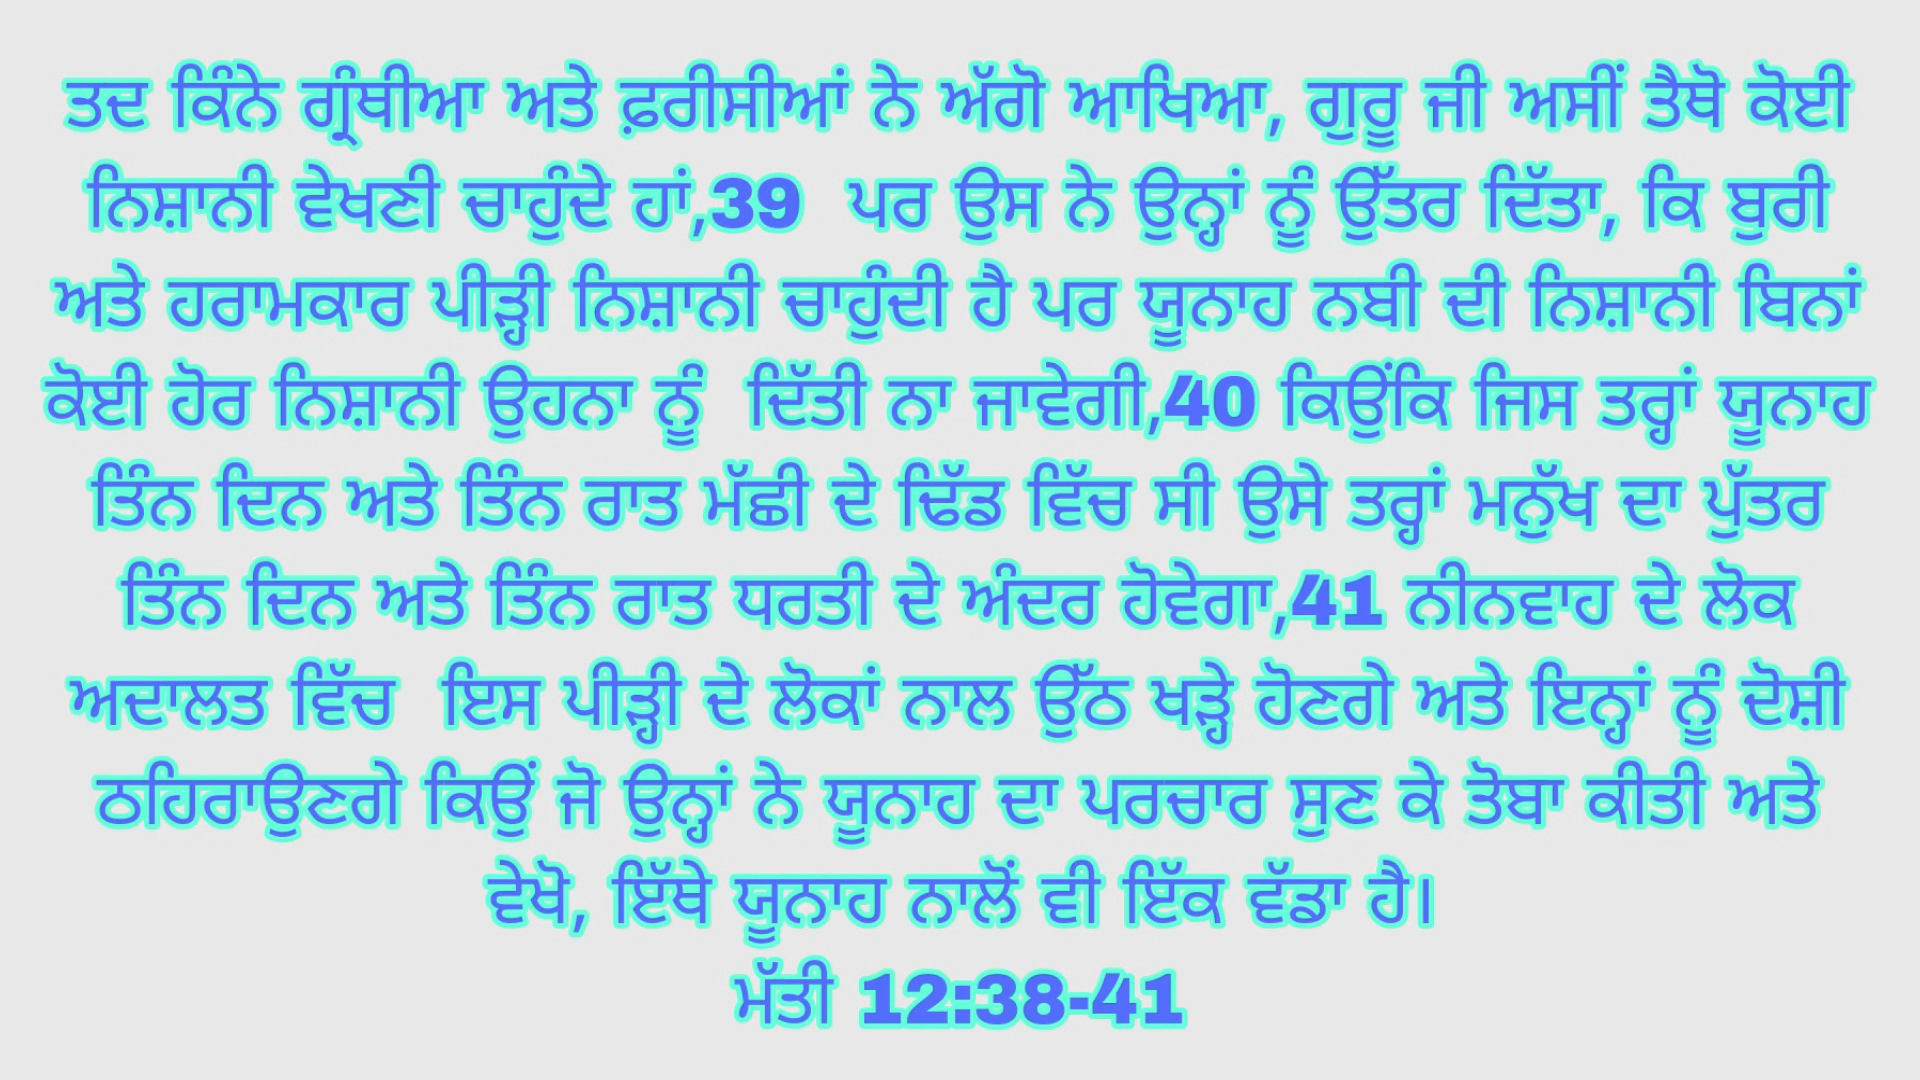 ਤਦ ਕਿੰਨੇ ਗ੍ਰੰਥੀਆ ਅਤੇ ਫ਼ਰੀਸੀਆਂ ਨੇ ਅੱਗੋ ਆਖਿਆ, ਗੁਰੂ ਜੀ ਅਸੀਂ ਤੈਥੋ ਕੋਈ
ਨਿਸ਼ਾਨੀ ਵੇਖਣੀ ਚਾਹੁੰਦੇ ਹਾਂ,39  ਪਰ ਉਸ ਨੇ ਉਨ੍ਹਾਂ ਨੂੰ ਉੱਤਰ ਦਿੱਤਾ, ਕਿ ਬੁਰੀ
ਅਤੇ ਹਰਾਮਕਾਰ ਪੀੜ੍ਹੀ ਨਿਸ਼ਾਨੀ ਚਾਹੁੰਦੀ ਹੈ ਪਰ ਯੂਨਾਹ ਨਬੀ ਦੀ ਨਿਸ਼ਾਨੀ ਬਿਨਾਂ
ਕੋਈ ਹੋਰ ਨਿਸ਼ਾਨੀ ਉਹਨਾ ਨੂੰ  ਦਿੱਤੀ ਨਾ ਜਾਵੇਗੀ,40 ਕਿਉਂਕਿ ਜਿਸ ਤਰ੍ਹਾਂ ਯੂਨਾਹ
ਤਿੰਨ ਦਿਨ ਅਤੇ ਤਿੰਨ ਰਾਤ ਮੱਛੀ ਦੇ ਢਿੱਡ ਵਿੱਚ ਸੀ ਉਸੇ ਤਰ੍ਹਾਂ ਮਨੁੱਖ ਦਾ ਪੁੱਤਰ
ਤਿੰਨ ਦਿਨ ਅਤੇ ਤਿੰਨ ਰਾਤ ਧਰਤੀ ਦੇ ਅੰਦਰ ਹੋਵੇਗਾ,41 ਨੀਨਵਾਹ ਦੇ ਲੋਕ
ਅਦਾਲਤ ਵਿੱਚ  ਇਸ ਪੀੜ੍ਹੀ ਦੇ ਲੋਕਾਂ ਨਾਲ ਉੱਠ ਖੜ੍ਹੇ ਹੋਣਗੇ ਅਤੇ ਇਨ੍ਹਾਂ ਨੂੰ ਦੋਸ਼ੀ
ਠਹਿਰਾਉਣਗੇ ਕਿਉਂ ਜੋ ਉਨ੍ਹਾਂ ਨੇ ਯੂਨਾਹ ਦਾ ਪਰਚਾਰ ਸੁਣ ਕੇ ਤੋਬਾ ਕੀਤੀ ਅਤੇ
ਵੇਖੋ, ਇੱਥੇ ਯੂਨਾਹ ਨਾਲੋਂ ਵੀ ਇੱਕ ਵੱਡਾ ਹੈ।
ਮੱਤੀ 12:38-41